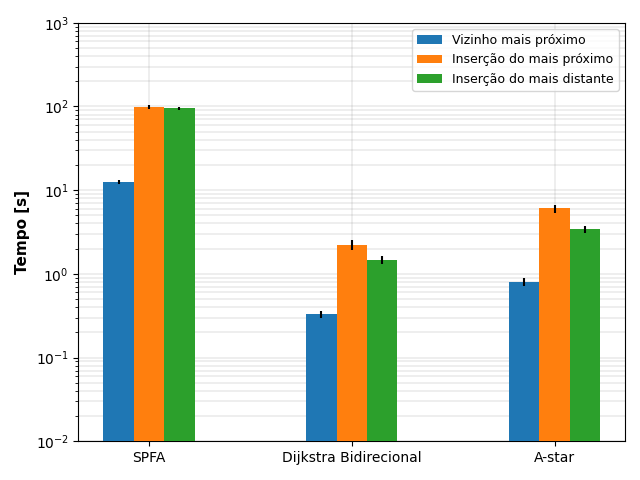 Vizinho mais próximo
Inserção do mais próximo
Inserção do mais distante
Tempo [s]
10³
10²
10¹
10⁰
10⁻¹
10⁻²
SPFA
Dijkstra Bidirecional
A-star